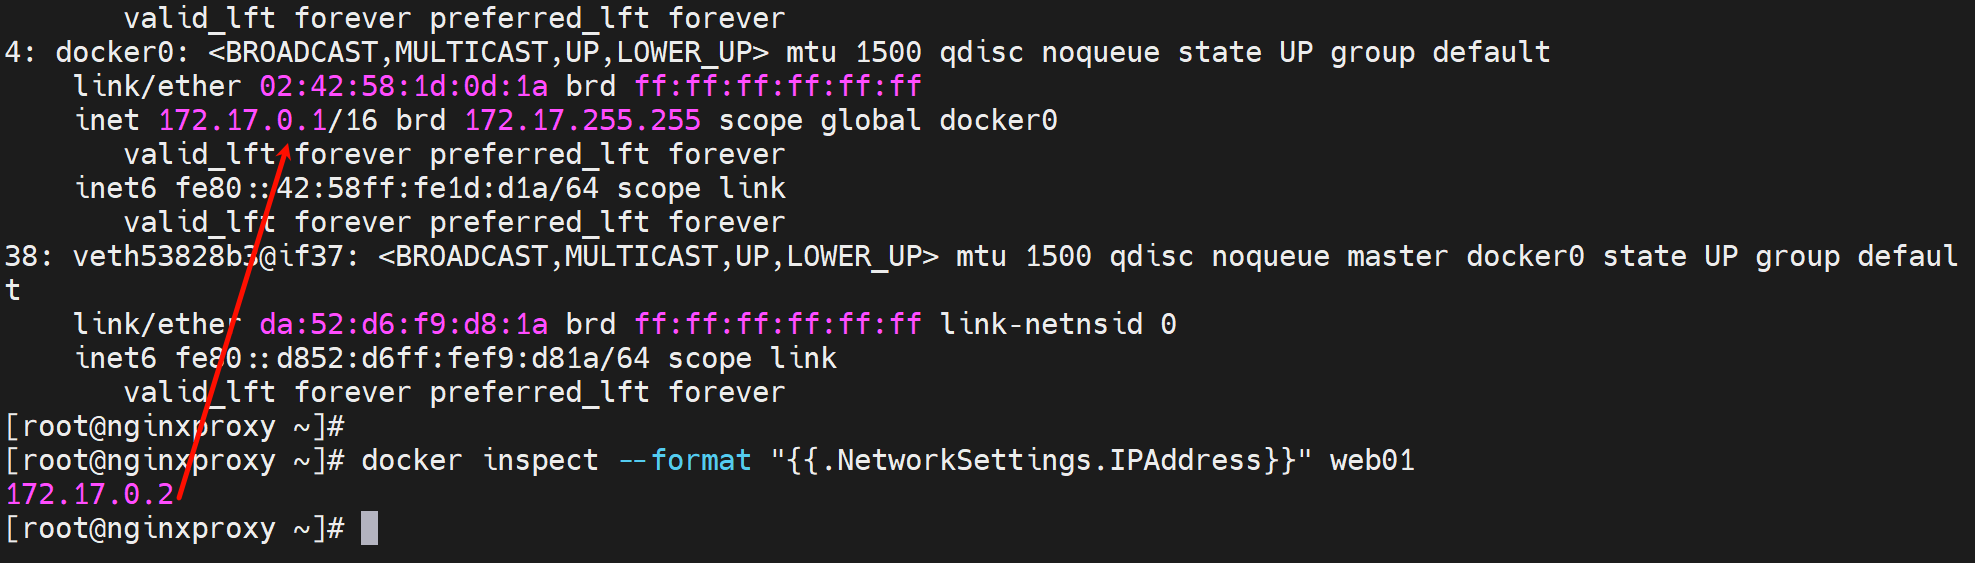 valid_lft forever preferred_lft forever
4: docker0: <BROADCAST,MULTICAST,UP,LOWER_UP> mtu 1500 qdisc noqueue state UP group default
link/ether 02:42:58:1d:0d:1a brd ff:ff:ff:ff:ff:ff
inet 172.17.0.1/16 brd 172.17.255.255 scope global docker0
valid_lft forever preferred_lft forever
inet6 fe80::42:58ff:fe1d:d1a/64 scope link
valid_lft forever preferred_lft forever
38: veth53828b3@if37: <BROADCAST,MULTICAST,UP,LOWER_UP> mtu 1500 qdisc noqueue master docker0 state UP group defaul
t
link/ether da:52:d6:f9:d8:1a brd ff:ff:ff:ff:ff:ff link-netnsid 0
inet6 fe80::d852:d6ff:fef9:d81a/64 scope link
valid_lft forever preferred_lft forever
[root@nginxproxy ~]#
[root@nginxproxy ~]# docker inspect --format "{{.NetworkSettings.IPAddress}}" web01
172.17.0.2
[root@nginxproxy ~]#